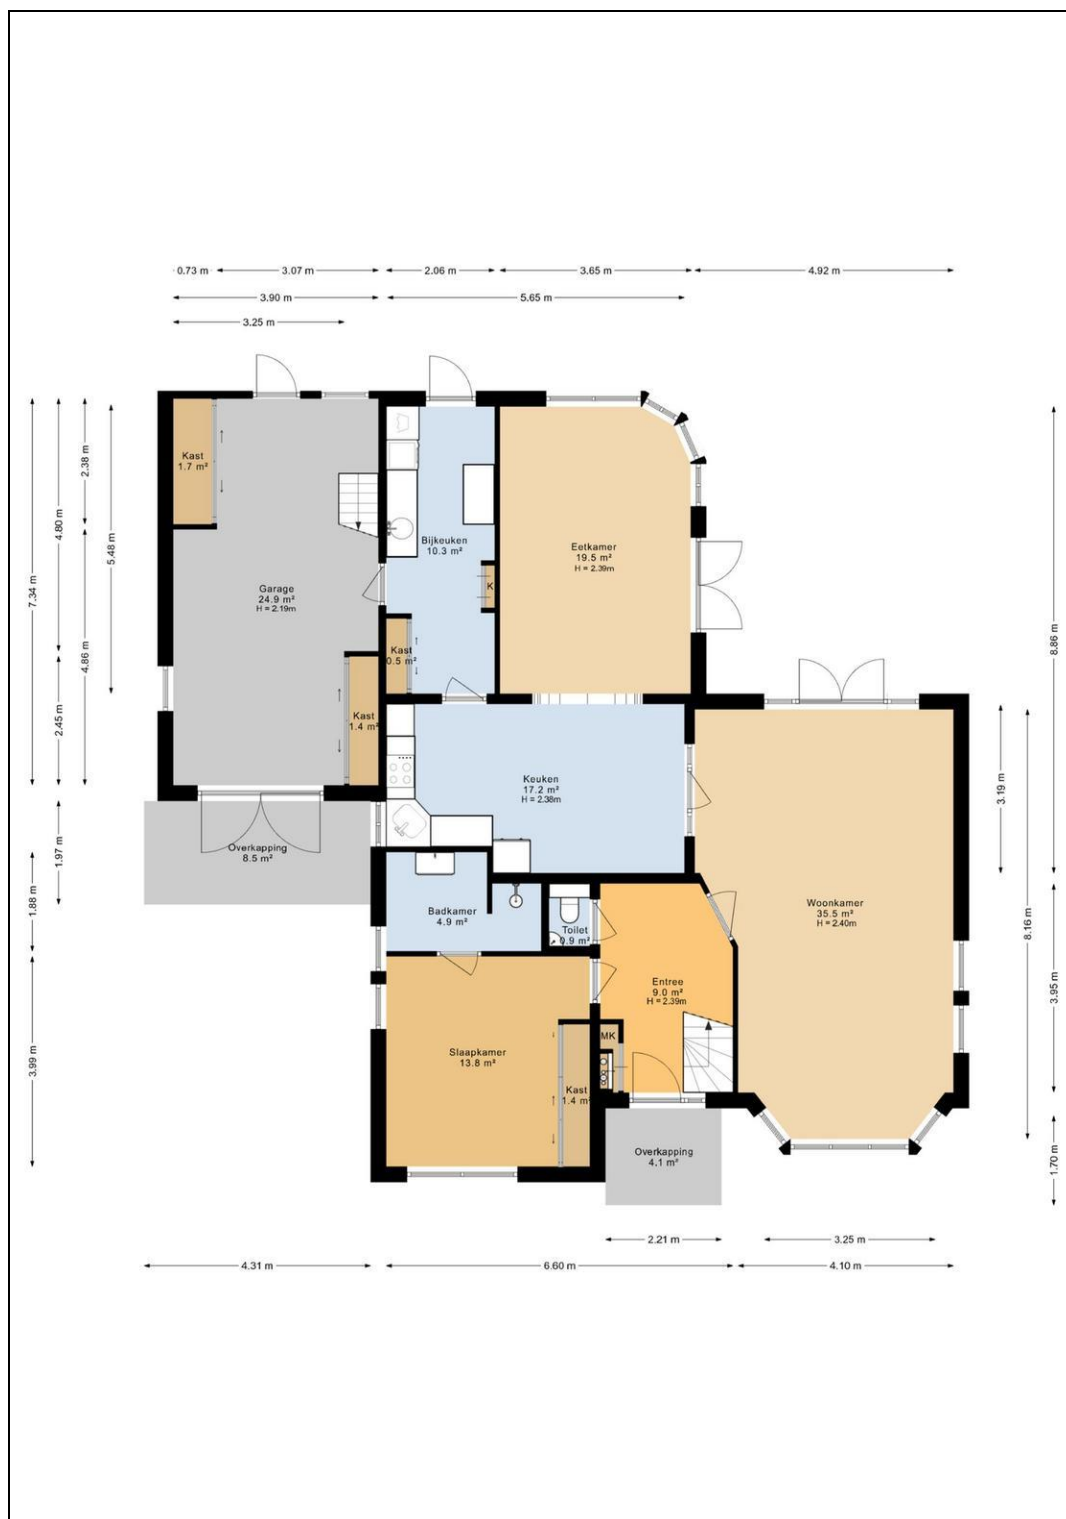 0.73 m
3.07 m
2.06 m
3.65 m
4.92 m
3.90 m
5.65 m
3.25 m
7.34 m
4.80 m
2.45 m
2.38 m
4.86 m
5.48 m
1.97 m
1.88 m
3.99 m
8.86 m
3.19 m
8.16 m
3.95 m
1.70 m
Kast
1.7 m²
Bijkeuken
10.3 m²
Eetkamer
19.5 m²
H = 2.39m
Garage
24.9 m²
H = 2.19m
K
Kast
0.5 m²
Kast
1.4 m²
Keuken
17.2 m²
H = 2.38m
Overkapping
8.5 m²
Badkamer
4.9 m²
Toilet
0.9 m²
Woonkamer
35.5 m²
H = 2.40m
Entree
9.0 m²
H = 2.39m
MK
Slaapkamer
13.8 m²
Kast
1.4 m²
Overkapping
4.1 m²
2.21 m
3.25 m
4.31 m
6.60 m
4.10 m